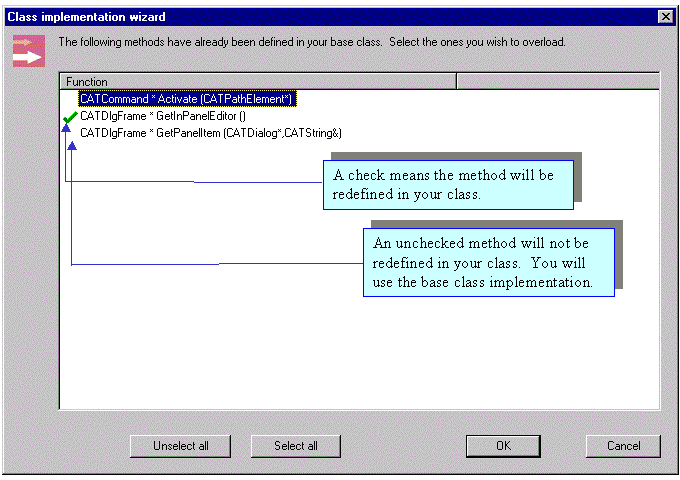 Class implementation wizard
The following methods have already been defined in your base class. Select the ones you wish to overload.
Function
CATCommand * Activate (CATPathElement*)
CATDlgFrame * GetInPanelEditor ()
CATDlgFrame * GetPanelItem (CATDialog*,CATString&)
A check means the method will be
redefined in your class.
An unchecked method will not be
redefined in your class. You will
use the base class implementation.
Unselect all
Select all
OK
Cancel